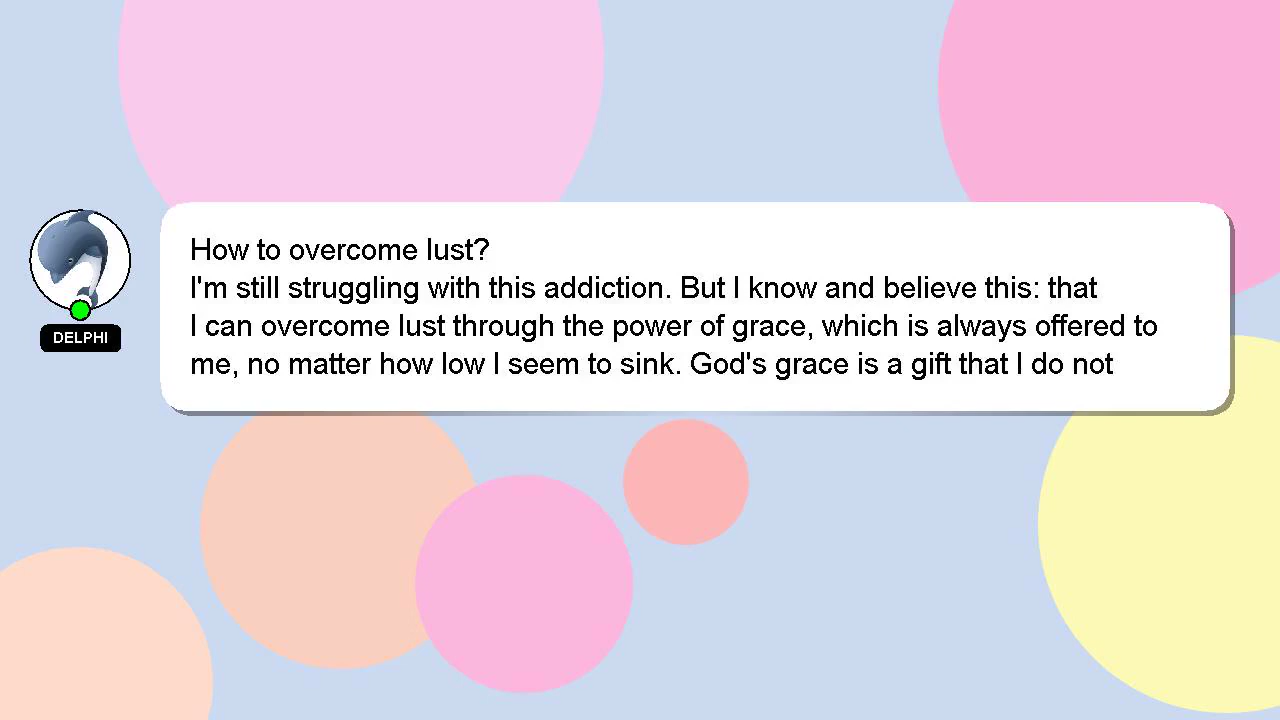 How to overcome lust?
I'm still struggling with this addiction. But I know and believe this: that
I can overcome lust through the power of grace, which is always offered to
me, no matter how low I seem to sink. God's grace is a gift that I do not
DELPHI